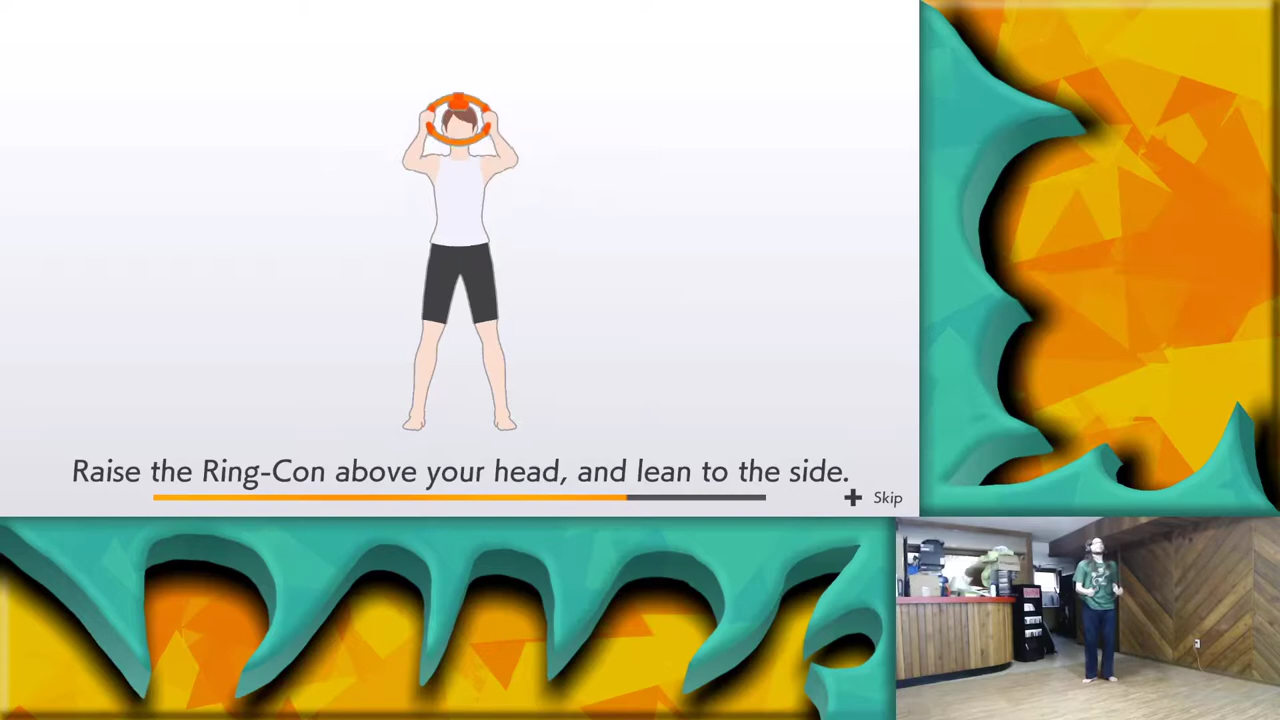 Raise the Ring-Con above your head, and lean to the side.
Skip